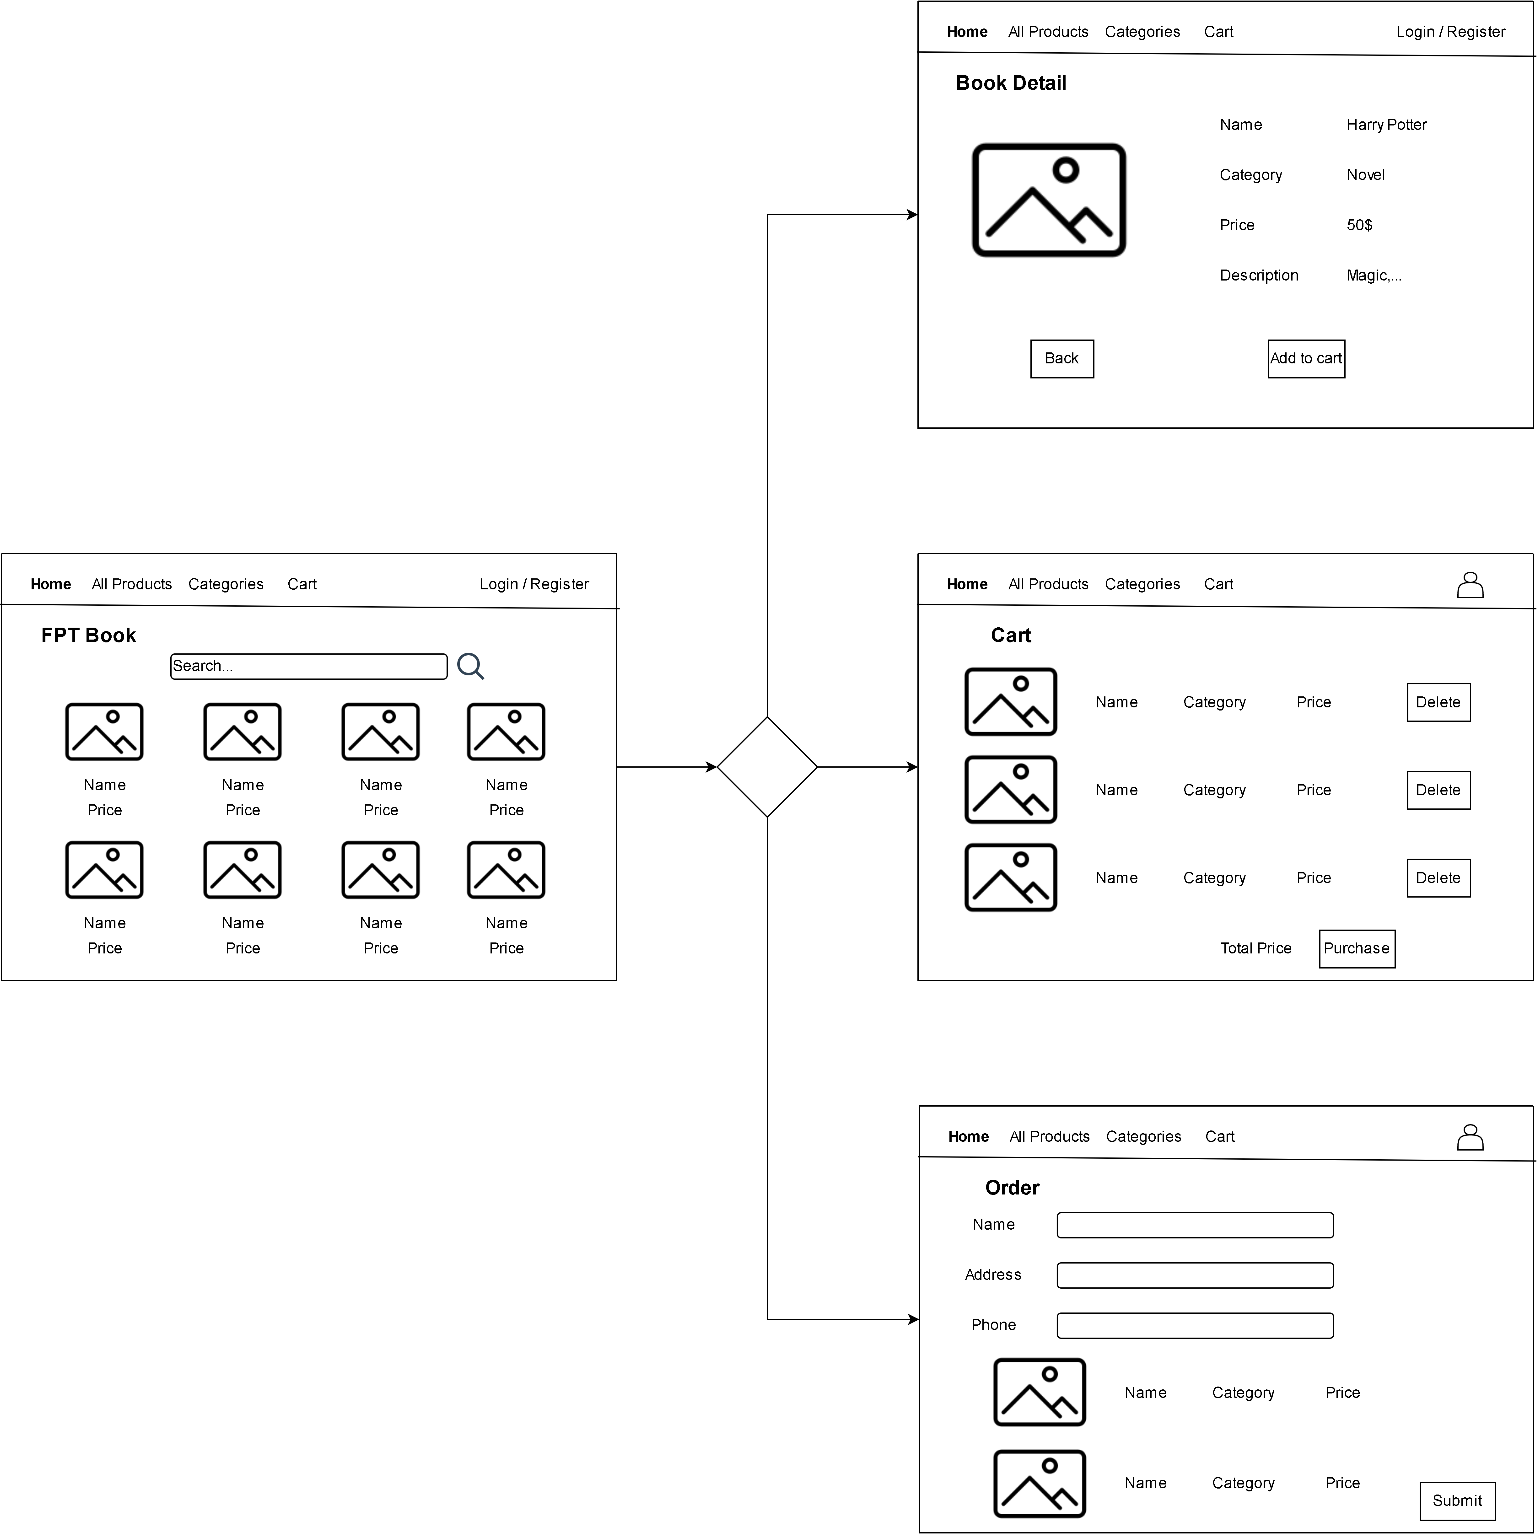 Home All Products Categories Cart Login / Register
Book Detail
Name Harry Potter
Category Novel
Price 50$
Description Magic,...
Back Add to cart
Home All Products Categories Cart Login / Register
FPT Book
Search...
Name Name Name Name
Price Price Price Price
Name Name Name Name
Price Price Price Price
Home All Products Categories Cart
Cart
Name Category Price Delete
Name Category Price Delete
Name Category Price Delete
Total Price Purchase
Home All Products Categories Cart
Order
Name
Address
Phone
Name Category Price
Name Category Price
Submit